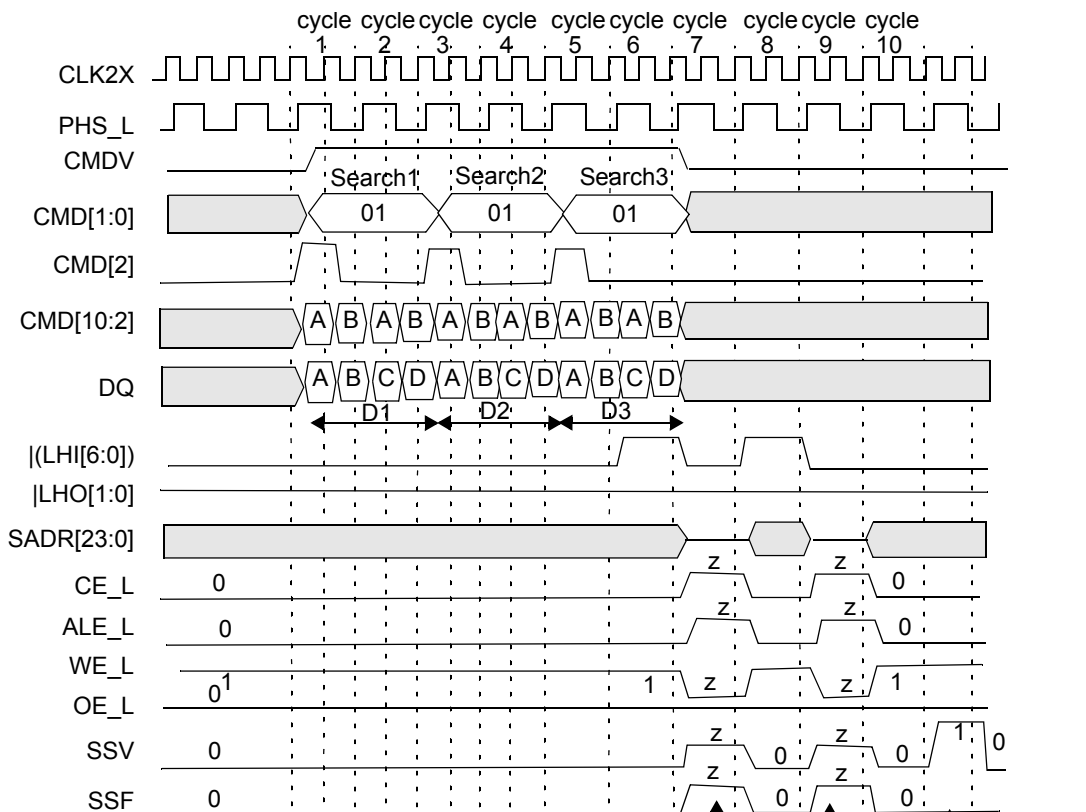 cycle cycle cycle cycle cycle cycle cycle cycle cycle cycle
1 2 3 4 5 6 7 8 9 10
CLK2X
PHS_L
CMDV
Search1 Search2 Search3
CMD[1:0] 01 01 01
CMD[2]
CMD[10:2] A B A B A B A B A B A B
DQ A B C D A B C D A B C D
D1 D2 D3
|(LHI[6:0])
|LHO[1:0]
SADR[23:0]
z z
CE_L 0 0
z z
ALE_L 0 0
WE_L
1 1 z z 1
OE_L 0
z z 1
SSV 0 0 0 0
z z
SSF 0 0 0